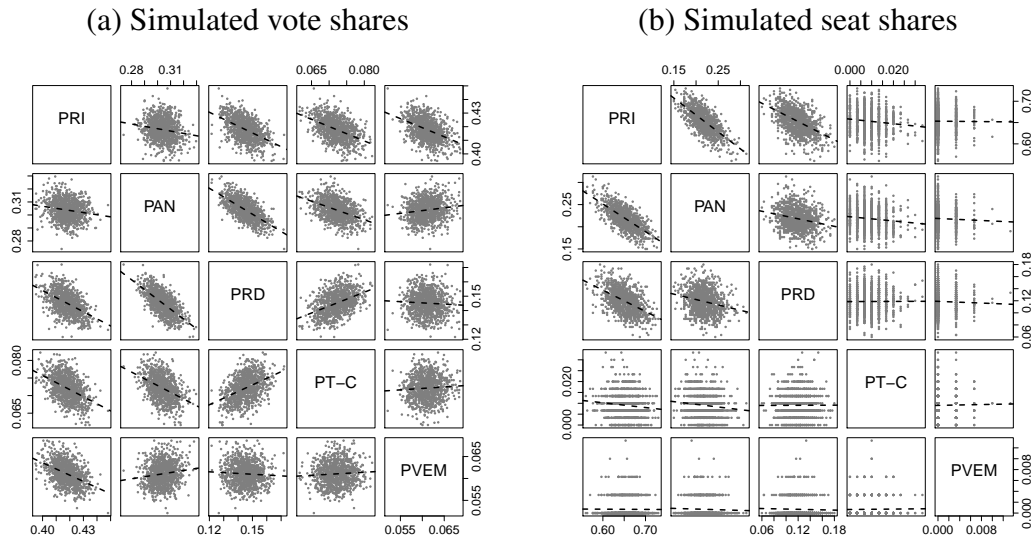 (a) Simulated vote shares
(b) Simulated seat shares
0.28 0.31
0.065 0.080
PRI
0.40 0.43
PAN
0.28 0.31
PRD
0.12 0.15
PT−C
0.065 0.080
PVEM
0.055 0.065
0.40 0.43
0.12 0.15
0.055 0.065
0.15 0.25
0.000 0.020
PRI
0.60 0.70
PAN
0.15 0.25
PRD
0.06 0.12 0.18
PT−C
0.000 0.020
PVEM
0.000 0.008
0.60 0.70
0.06 0.12 0.18
0.000 0.008